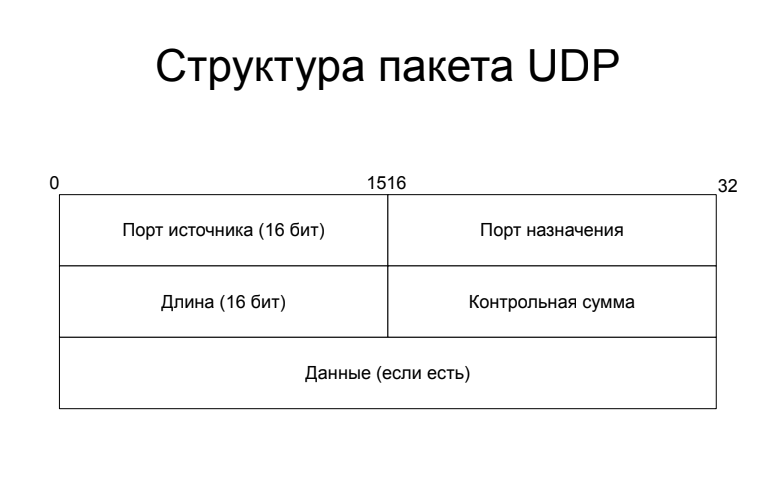 Структура пакета UDP
0 1516 32
Порт источника (16 бит) Порт назначения
Длина (16 бит) Контрольная сумма
Данные (если есть)